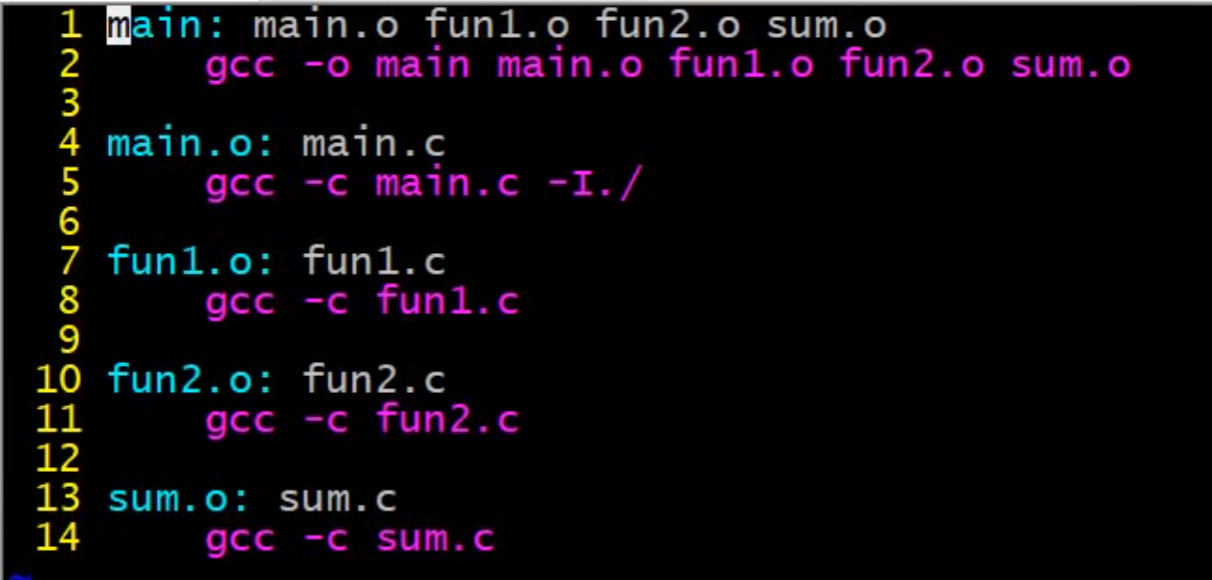 1 main: main.o fun1.o fun2.o sum.o
2     gcc -o main main.o fun1.o fun2.o sum.o
3
4 main.o: main.c
5     gcc -c main.c -I./
6
7 fun1.o: fun1.c
8     gcc -c fun1.c
9
10 fun2.o: fun2.c
11     gcc -c fun2.c
12
13 sum.o: sum.c
14     gcc -c sum.c
~